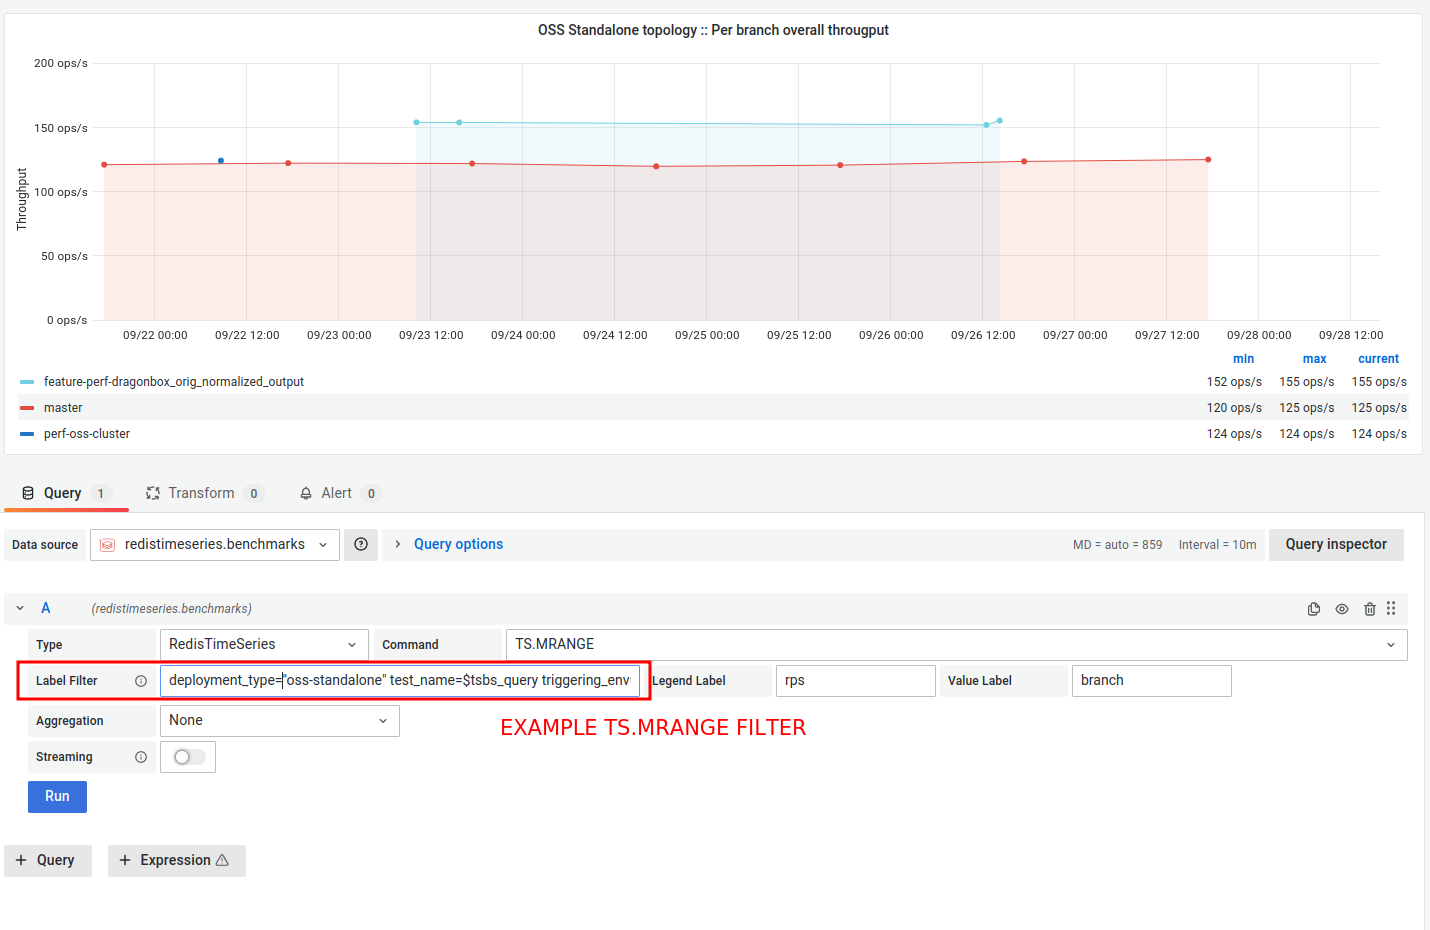 OSS Standalone topology :: Per branch overall througput
200 ops/s
150 ops/s
100 ops/s
50 ops/s
0 ops/s
Throughput
09/22 00:00 09/22 12:00 09/23 00:00 09/23 12:00 09/24 00:00 09/24 12:00 09/25 00:00 09/25 12:00 09/26 00:00 09/26 12:00 09/27 00:00 09/27 12:00 09/28 00:00 09/28 12:00
min max current
feature-perf-dragonbox_orig_normalized_output 152 ops/s 155 ops/s 155 ops/s
master 120 ops/s 125 ops/s 125 ops/s
perf-oss-cluster 124 ops/s 124 ops/s 124 ops/s
Query 1 Transform 0 Alert 0
Data source redistimeseries.benchmarks Query options MD = auto = 859 Interval = 10m Query inspector
A (redistimeseries.benchmarks)
Type RedisTimeSeries Command TS.MRANGE
Label Filter deployment_type="oss-standalone" test_name=$tsbs_query triggering_env Legend Label rps Value Label branch
Aggregation None
EXAMPLE TS.MRANGE FILTER
Streaming
Run
+ Query + Expression